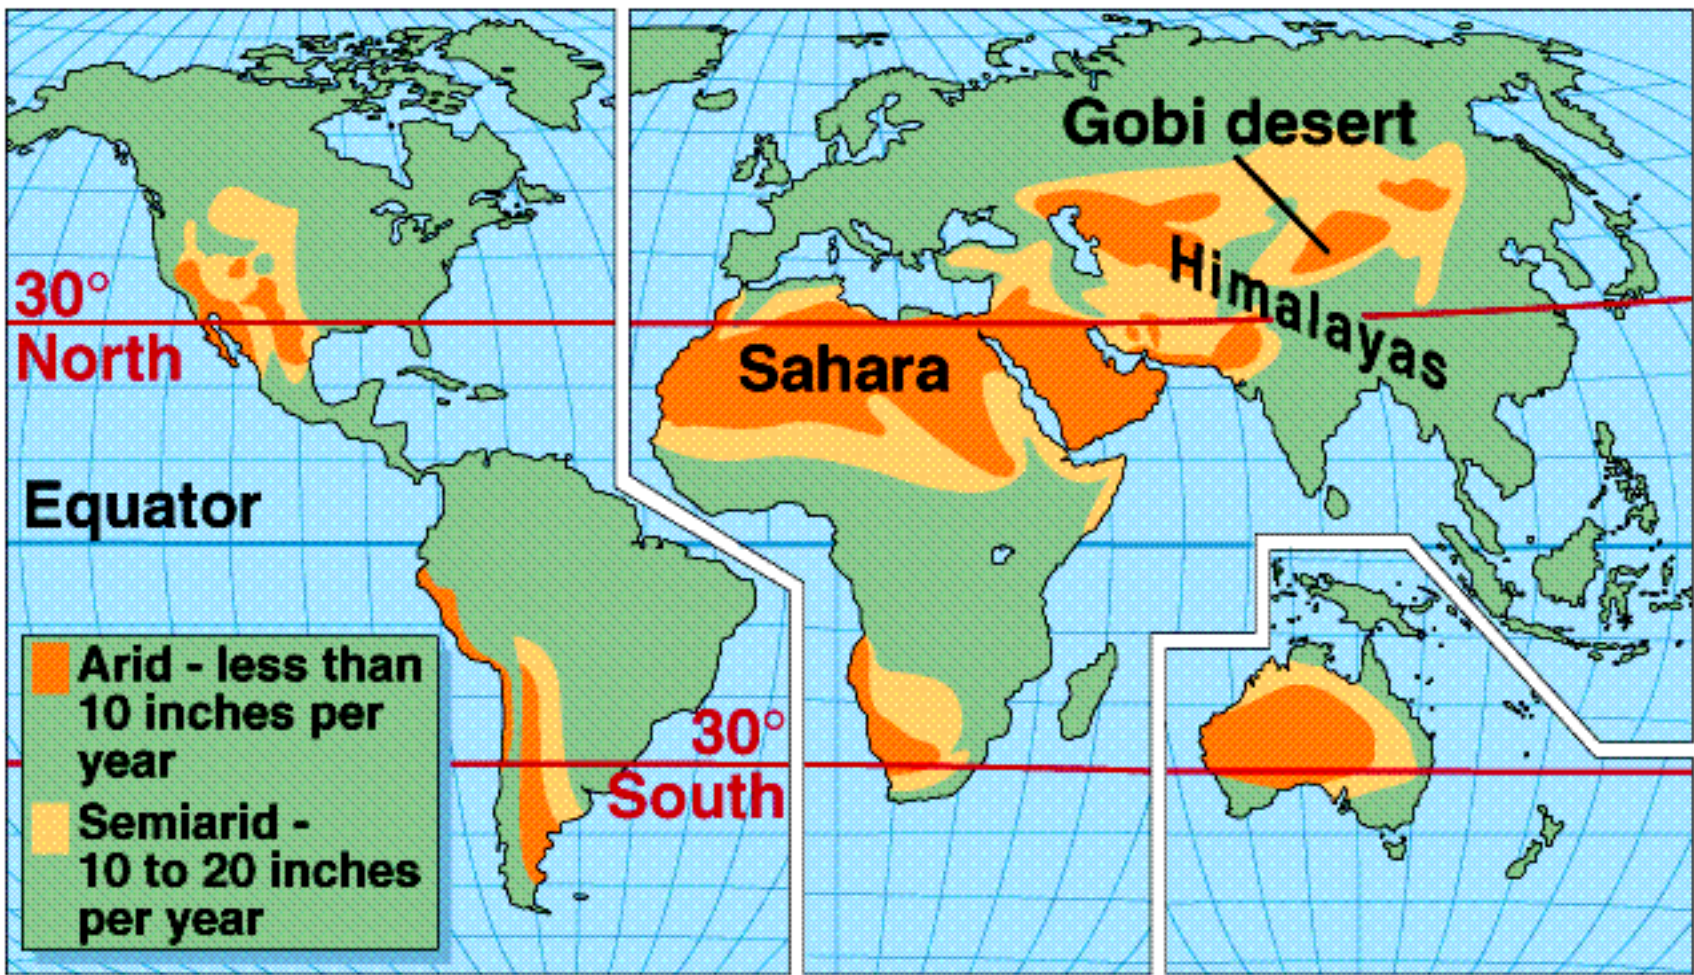 Gobi desert
Himalayas
30°
North
Sahara
Equator
30°
South
Arid - less than
10 inches per
year
Semiarid -
10 to 20 inches
per year